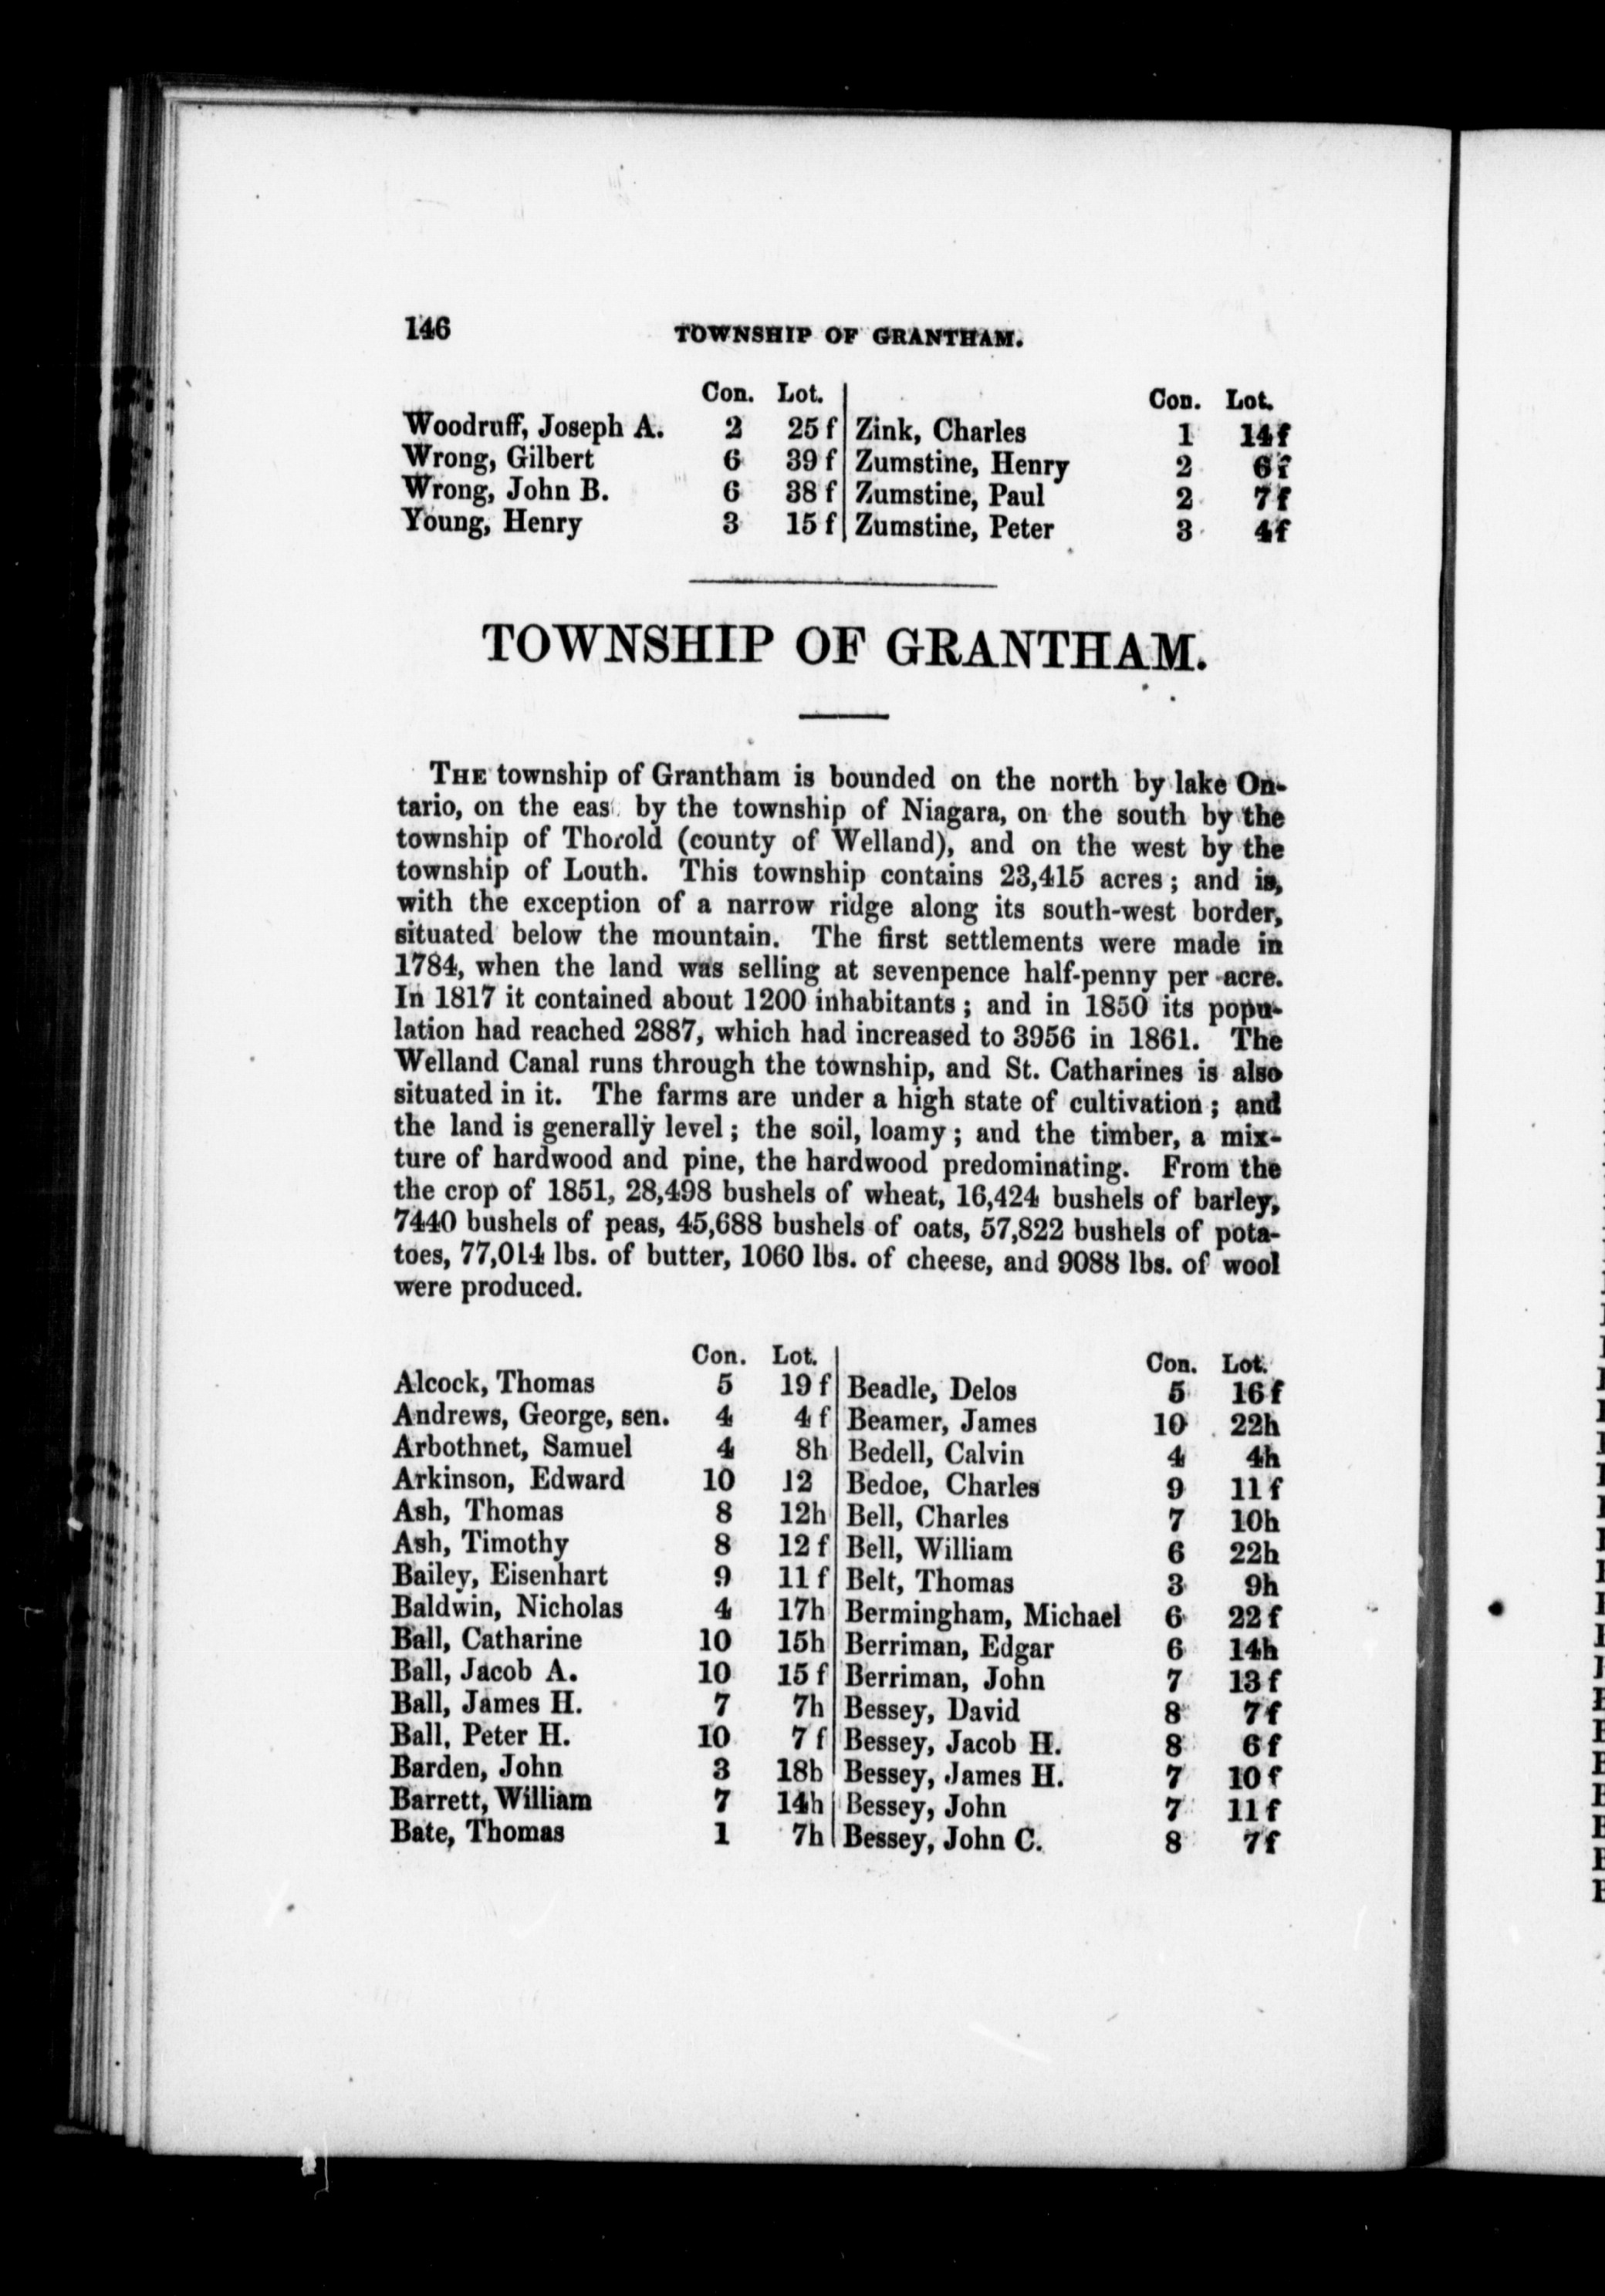 146 TOWNSHIP OF GRANTHAM.
Con. Lot.
Woodruff, Joseph A. 2 25 f
Wrong, Gilbert 6 39 f
Wrong, John B. 6 38 f
Young, Henry 3 15 f
Con. Lot.
Zink, Charles 1 14 f
Zumstine, Henry 2 6 f
Zumstine, Paul 2 7 f
Zumstine, Peter 3 4 f
TOWNSHIP OF GRANTHAM.
THE township of Grantham is bounded on the north by lake On-
tario, on the eas by the township of Niagara, on the south by the
township of Thorold (county of Welland), and on the west by the
township of Louth. This township contains 23,415 acres; and is,
with the exception of a narrow ridge along its south-west border,
situated below the mountain. The first settlements were made in
1784, when the land was selling at sevenpence half-penny per acre.
In 1817 it contained about 1200 inhabitants; and in 1850 its popu-
lation had reached 2887, which had increased to 3956 in 1861. The
Welland Canal runs through the township, and St. Catharines is also
situated in it. The farms are under a high state of cultivation; and
the land is generally level; the soil, loamy; and the timber, a mix-
ture of hardwood and pine, the hardwood predominating. From the
the crop of 1851, 28,498 bushels of wheat, 16,424 bushels of barley,
7440 bushels of peas, 45,688 bushels of oats, 57,822 bushels of pota-
toes, 77,014 lbs. of butter, 1060 lbs. of cheese, and 9088 lbs. of wool
were produced.
Con. Lot.
Alcock, Thomas 5 19 f
Andrews, George, sen. 4 4 f
Arbothnet, Samuel 4 8h
Arkinson, Edward 10 12
Ash, Thomas 8 12h
Ash, Timothy 8 12 f
Bailey, Eisenhart 9 11 f
Baldwin, Nicholas 4 17h
Ball, Catharine 10 15h
Ball, Jacob A. 10 15 f
Ball, James H. 7 7h
Ball, Peter H. 10 7 f
Barden, John 3 18h
Barrett, William 7 14h
Bate, Thomas 1 7h
Con. Lot.
Beadle, Delos 5 16 f
Beamer, James 10 22h
Bedell, Calvin 4 4h
Bedoe, Charles 9 11 f
Bell, Charles 7 10h
Bell, William 6 22h
Belt, Thomas 3 9h
Bermingham, Michael 6 22 f
Berriman, Edgar 6 14h
Berriman, John 7 13 f
Bessey, David 8 7 f
Bessey, Jacob H. 8 6 f
Bessey, James H. 7 10 f
Bessey, John 7 11 f
Bessey, John C. 8 7 f